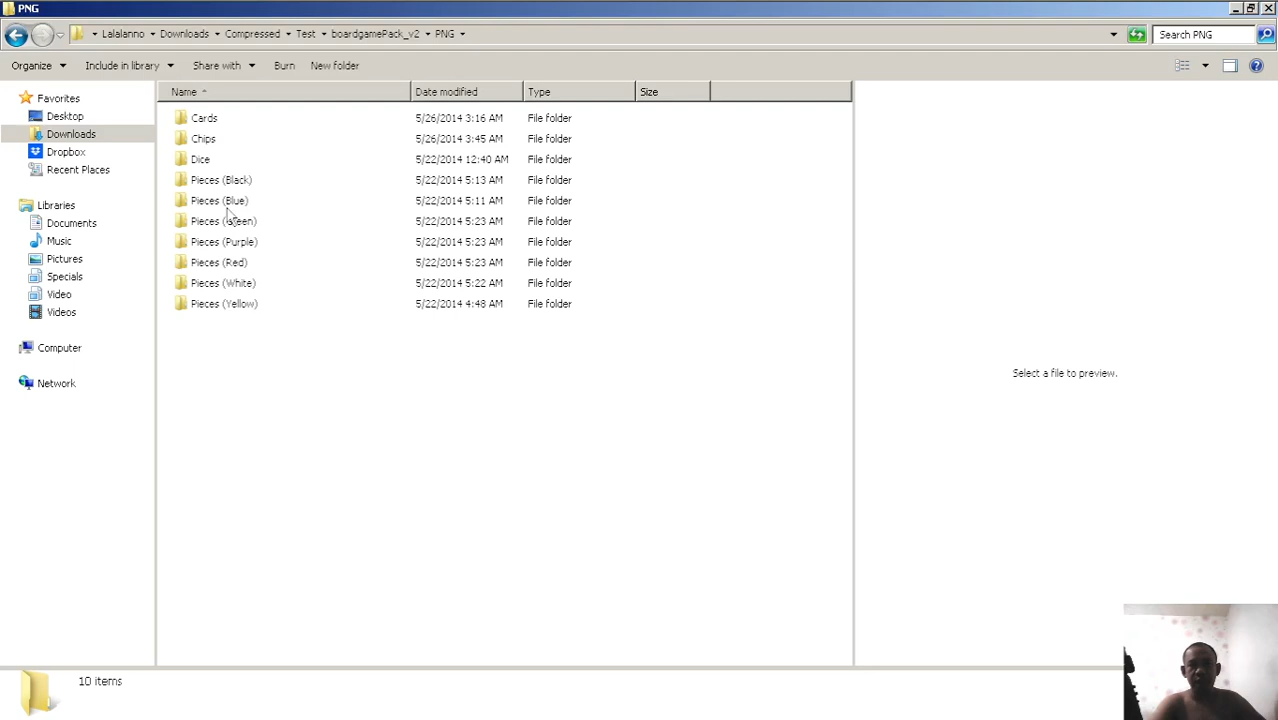 PNG
Lalalanno Downloads Compressed Test boardgamePack_v2 PNG Search PNG
Organize Include in library Share with Burn New folder
Name Date modified Type Size
Favorites
Desktop
Downloads
Dropbox
Recent Places
Libraries
Documents
Music
Pictures
Specials
Video
Videos
Computer
Network
Cards 5/26/2014 3:16 AM File folder
Chips 5/26/2014 3:45 AM File folder
Dice 5/22/2014 12:40 AM File folder
Pieces (Black) 5/22/2014 5:13 AM File folder
Pieces (Blue) 5/22/2014 5:11 AM File folder
Pieces (Green) 5/22/2014 5:23 AM File folder
Pieces (Purple) 5/22/2014 5:23 AM File folder
Pieces (Red) 5/22/2014 5:23 AM File folder
Pieces (White) 5/22/2014 5:22 AM File folder
Pieces (Yellow) 5/22/2014 4:48 AM File folder
Select a file to preview.
10 items